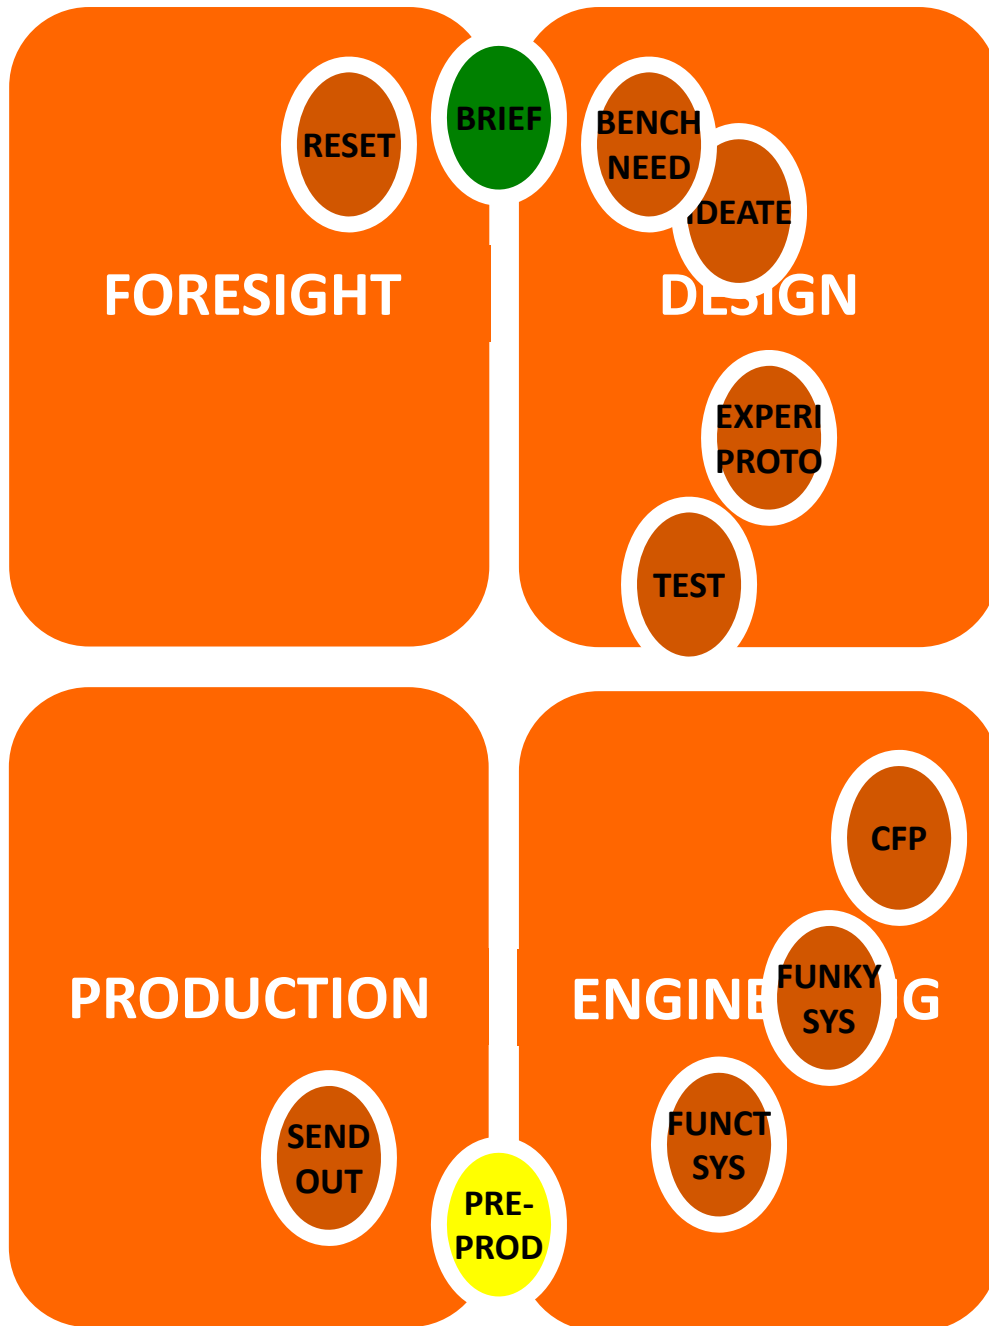 RESET
BRIEF
BENCH
NEED
IDEATE
FORESIGHT
DESIGN
EXPERI
PROTO
TEST
CFP
FUNKY
SYS
PRODUCTION
ENGINEERING
FUNCT
SYS
SEND
OUT
PRE-
PROD